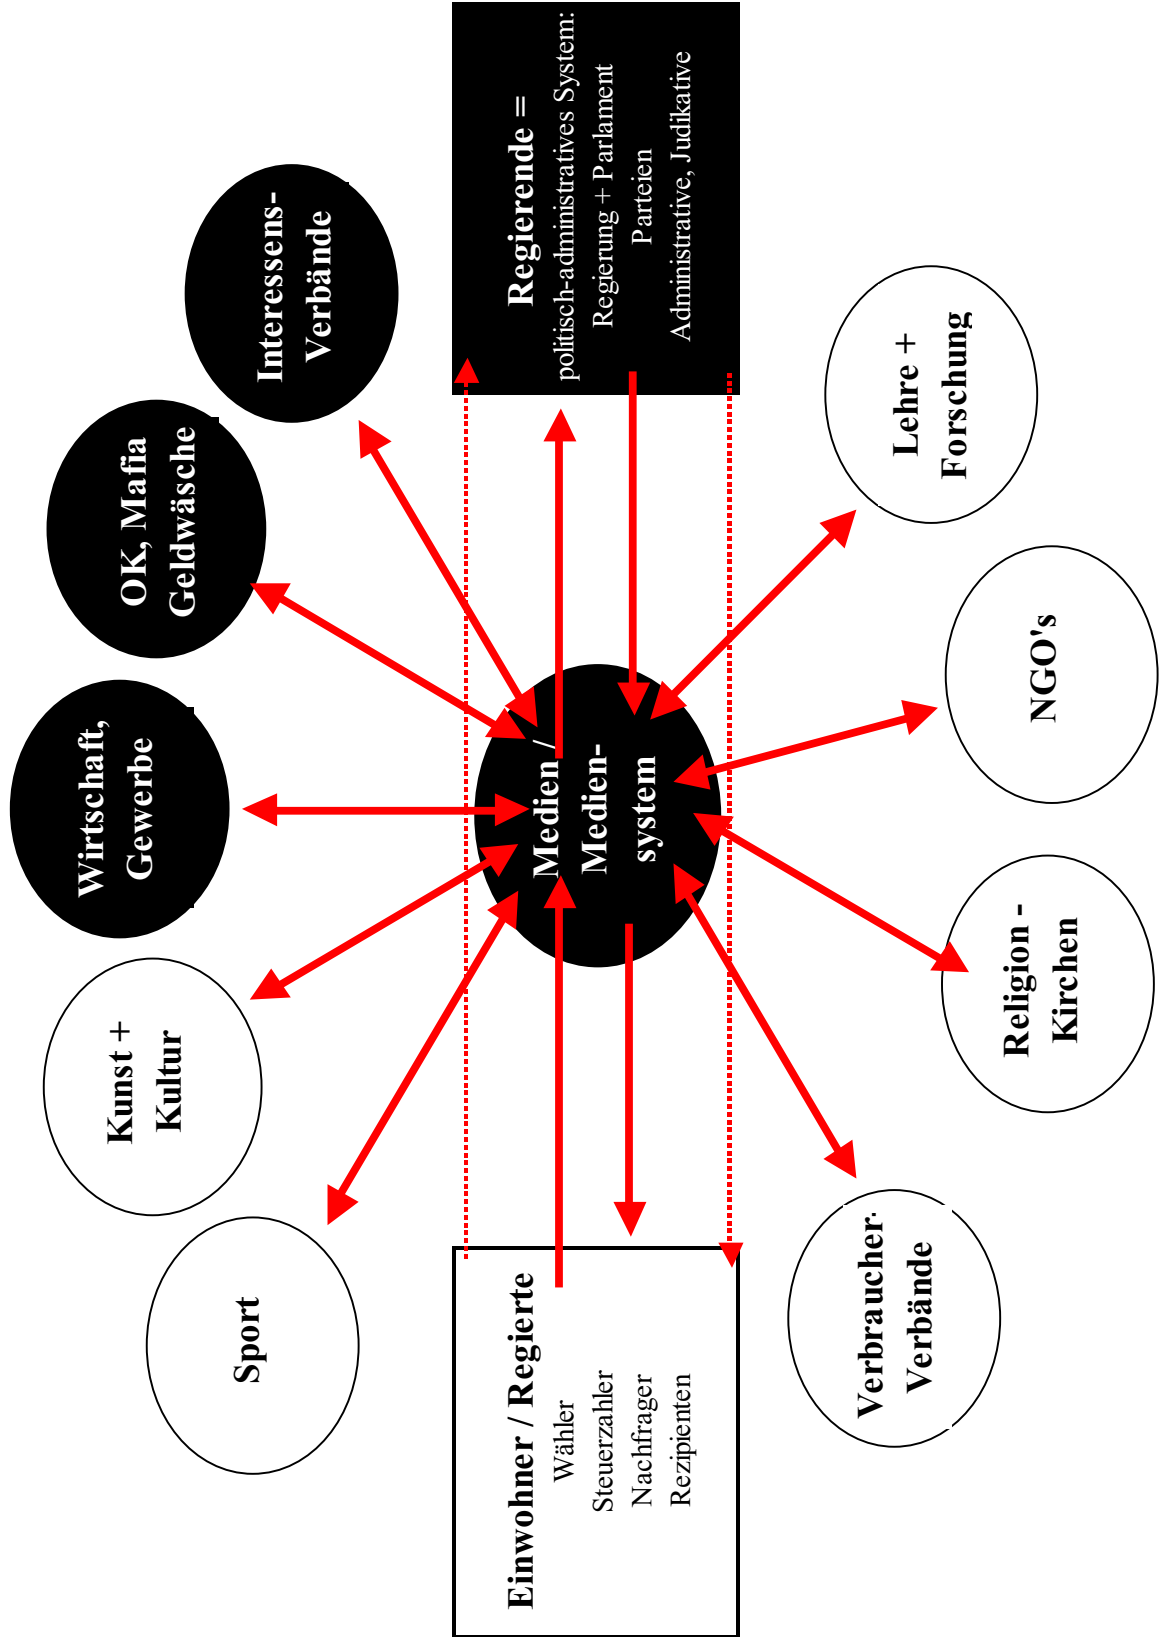 Sport
Kunst +
Kultur
Wirtschaft,
Gewerbe
OK, Mafia
Geldwäsche
Interessens-
Verbände
Einwohner / Regierte
Wähler
Steuerzahler
Nachfrager
Rezipienten
Medien /
Medien-
system
Regierende =
politisch-administratives System:
Regierung + Parlament
Parteien
Administrative, Judikative
Verbraucher-
Verbände
Religion -
Kirchen
NGO's
Lehre +
Forschung